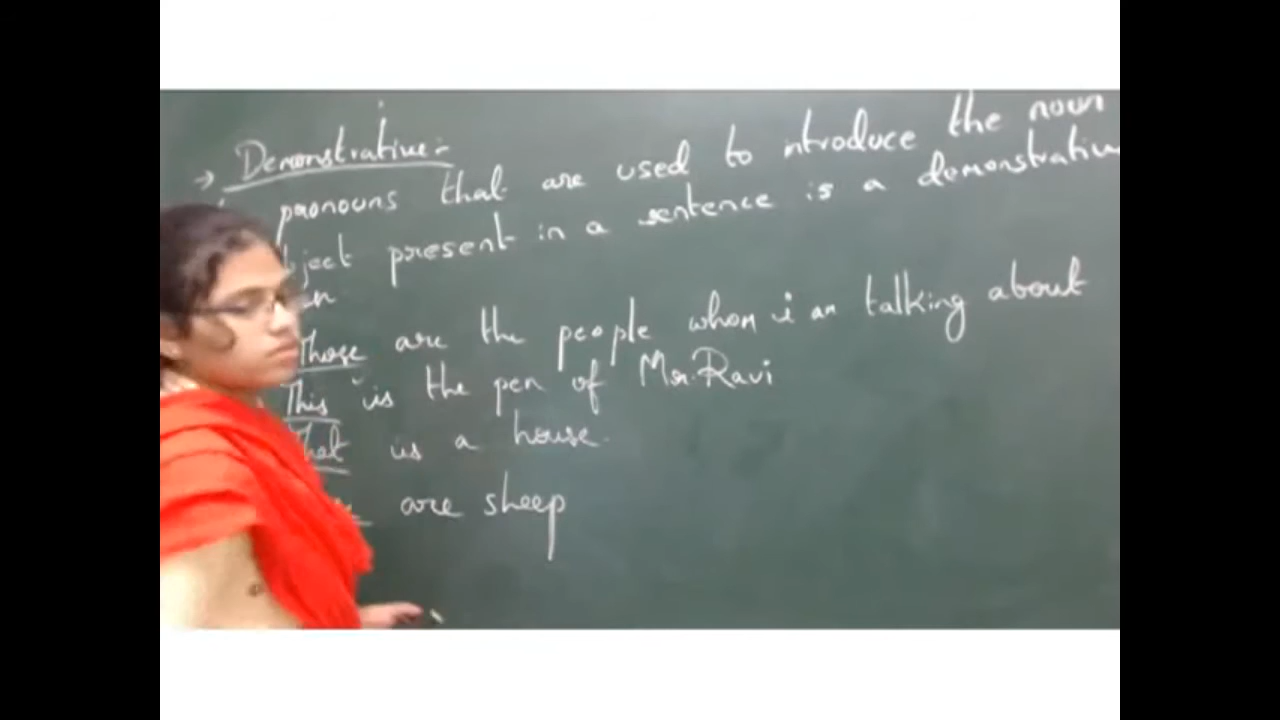 → Demonstrative:-
pronouns that are used to introduce the noun
present in a sentence is a demonstrative
Those are the people whom i am talking about
This is the pen of Mr. Ravi
That is a house.
are sheep